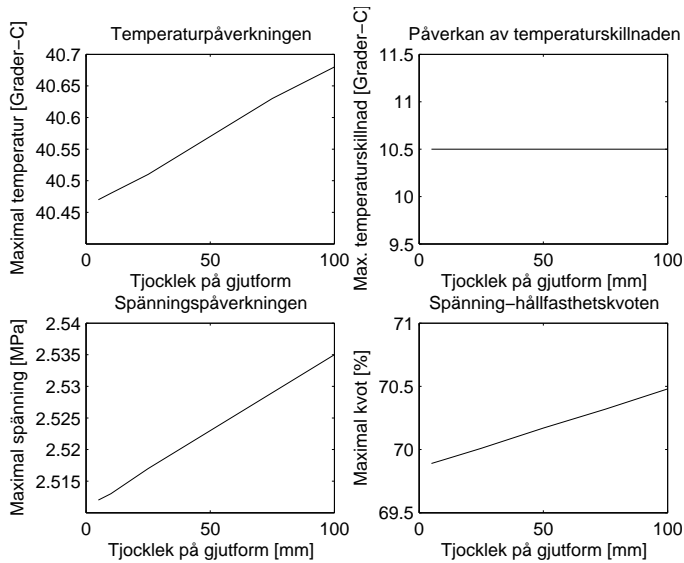 Temperaturpåverkningen
Maximal temperatur [Grader−C]
40.7
40.65
40.6
40.55
40.5
40.45
0
50
100
Tjocklek på gjutform
Påverkan av temperaturskillnaden
Max. temperaturskillnad [Grader−C]
11.5
11
10.5
10
9.5
0
50
100
Tjocklek på gjutform [mm]
Spänningspåverkningen
Maximal spänning [MPa]
2.54
2.535
2.53
2.525
2.52
2.515
0
50
100
Tjocklek på gjutform [mm]
Spänning−hållfasthetskvoten
Maximal kvot [%]
71
70.5
70
69.5
0
50
100
Tjocklek på gjutform [mm]